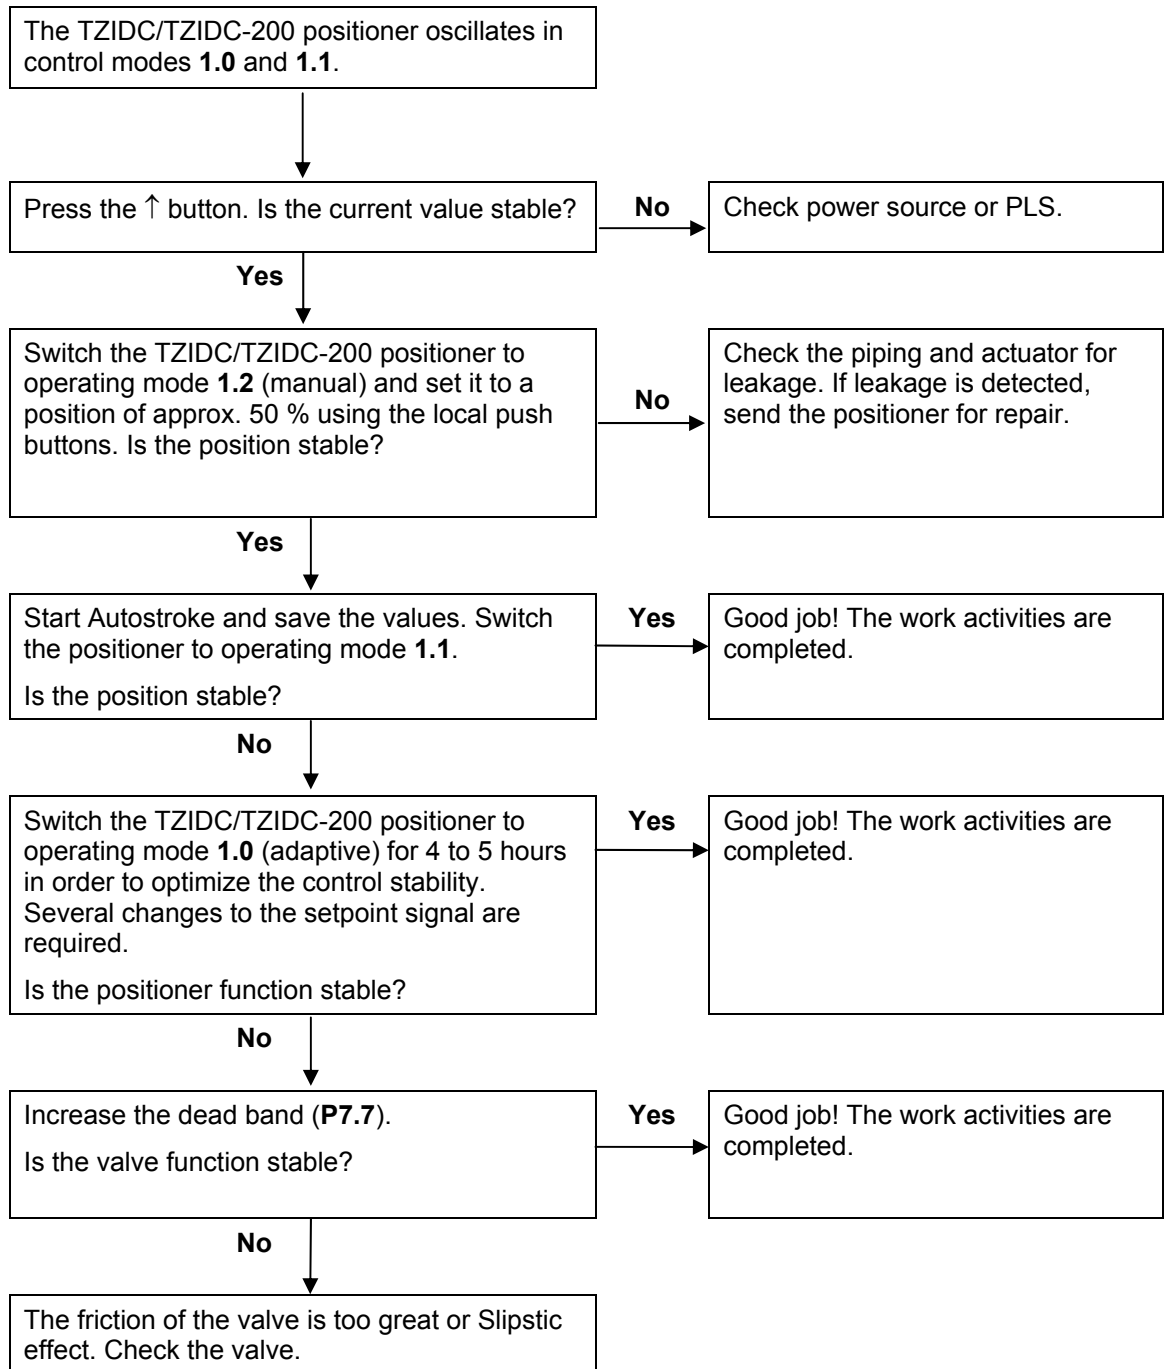 The TZIDC/TZIDC-200 positioner oscillates in
control modes 1.0 and 1.1.
Press the ↑ button. Is the current value stable?
No
Check power source or PLS.
Yes
Switch the TZIDC/TZIDC-200 positioner to
operating mode 1.2 (manual) and set it to a
position of approx. 50 % using the local push
buttons. Is the position stable?
No
Check the piping and actuator for
leakage. If leakage is detected,
send the positioner for repair.
Yes
Start Autostroke and save the values. Switch
the positioner to operating mode 1.1.
Is the position stable?
Yes
Good job! The work activities are
completed.
No
Switch the TZIDC/TZIDC-200 positioner to
operating mode 1.0 (adaptive) for 4 to 5 hours
in order to optimize the control stability.
Several changes to the setpoint signal are
required.
Is the positioner function stable?
Yes
Good job! The work activities are
completed.
No
Increase the dead band (P7.7).
Is the valve function stable?
Yes
Good job! The work activities are
completed.
No
The friction of the valve is too great or Slipstic
effect. Check the valve.